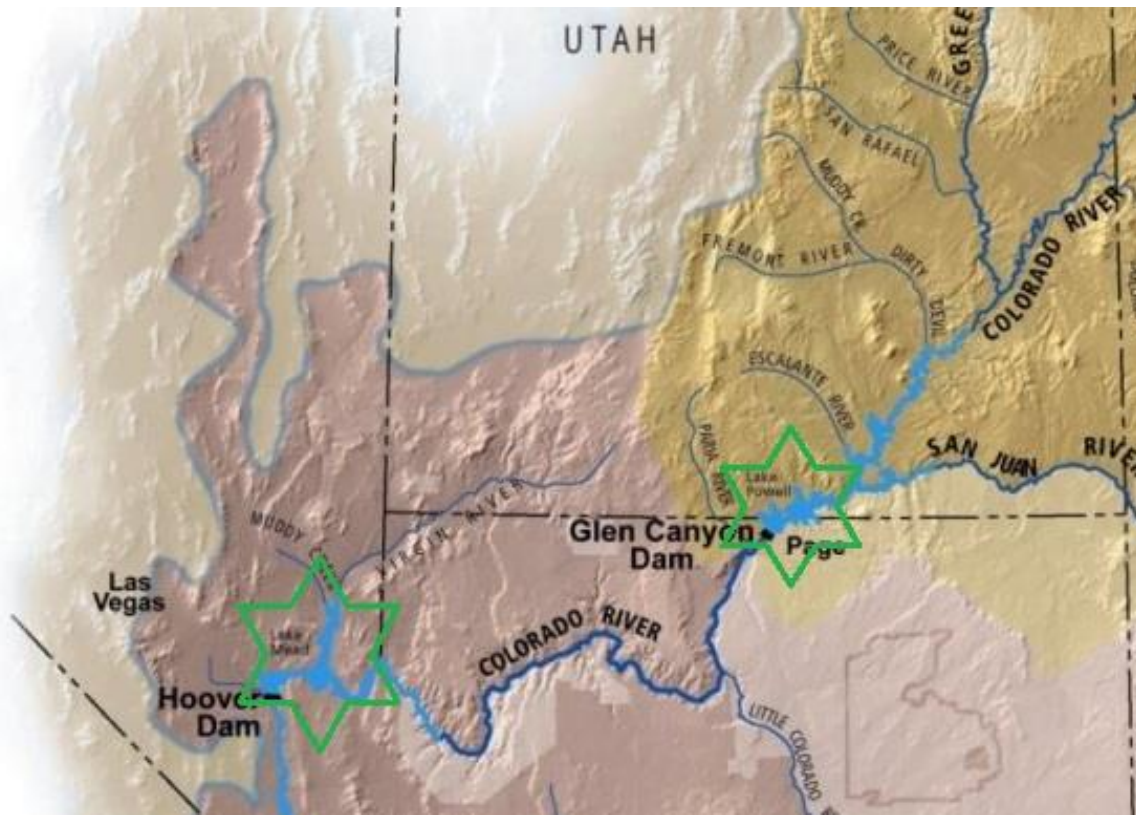 UTAH
GREE
PRICE RIVER
SAN RAFAEL
MUDDY CR.
FREMONT RIVER
DIRTY
DEVIL
COLORADO RIVER
ESCALANTE RIVER
PARIA RIVER
SAN JUAN RIVER
Lake
Powell
Glen Canyon
Dam
Page
VIRGIN RIVER
MUDDY
Las
Vegas
Lake
Mead
COLORADO RIVER
Hoover
Dam
LITTLE COLORADO